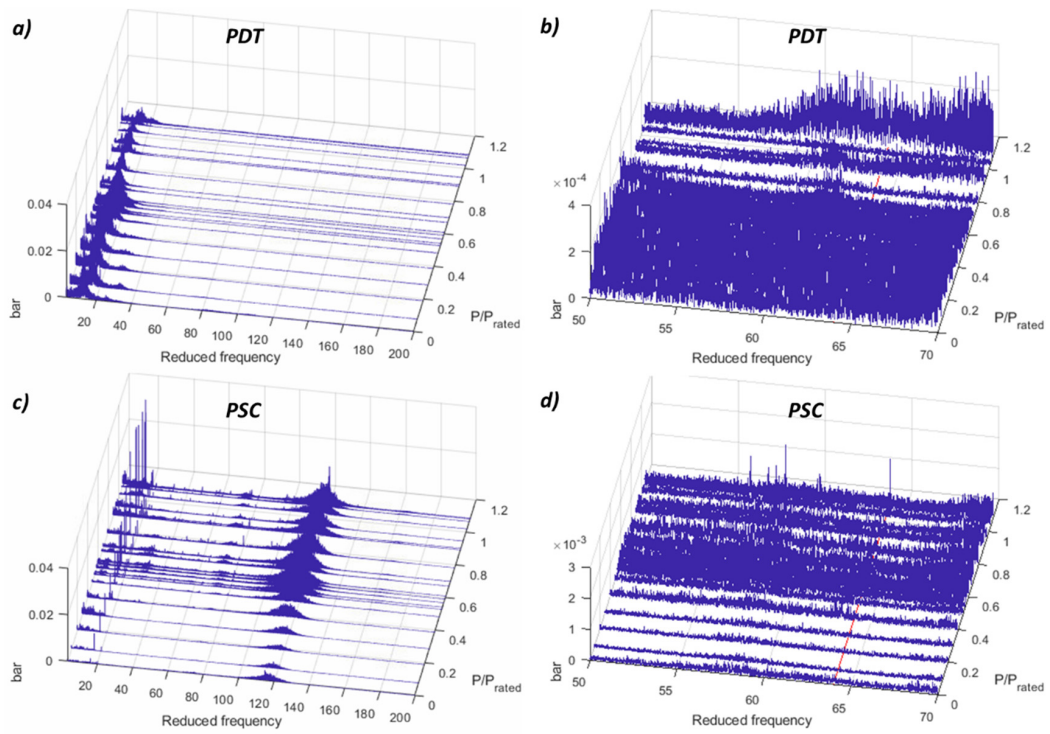 a)
PDT
0.04
0.02
0
bar
20 40 60 80 100 120 140 160 180 200
Reduced frequency
0 0.2 0.4 0.6 0.8 1 1.2
P/Prated
b)
PDT
×10-4
4
2
0
bar
50 55 60 65 70
Reduced frequency
0 0.2 0.4 0.6 0.8 1 1.2
P/Prated
c)
PSC
0.04
0.02
0
bar
20 40 60 80 100 120 140 160 180 200
Reduced frequency
0 0.2 0.4 0.6 0.8 1 1.2
P/Prated
d)
PSC
×10-3
3
2
1
0
bar
50 55 60 65 70
Reduced frequency
0 0.2 0.4 0.6 0.8 1 1.2
P/Prated